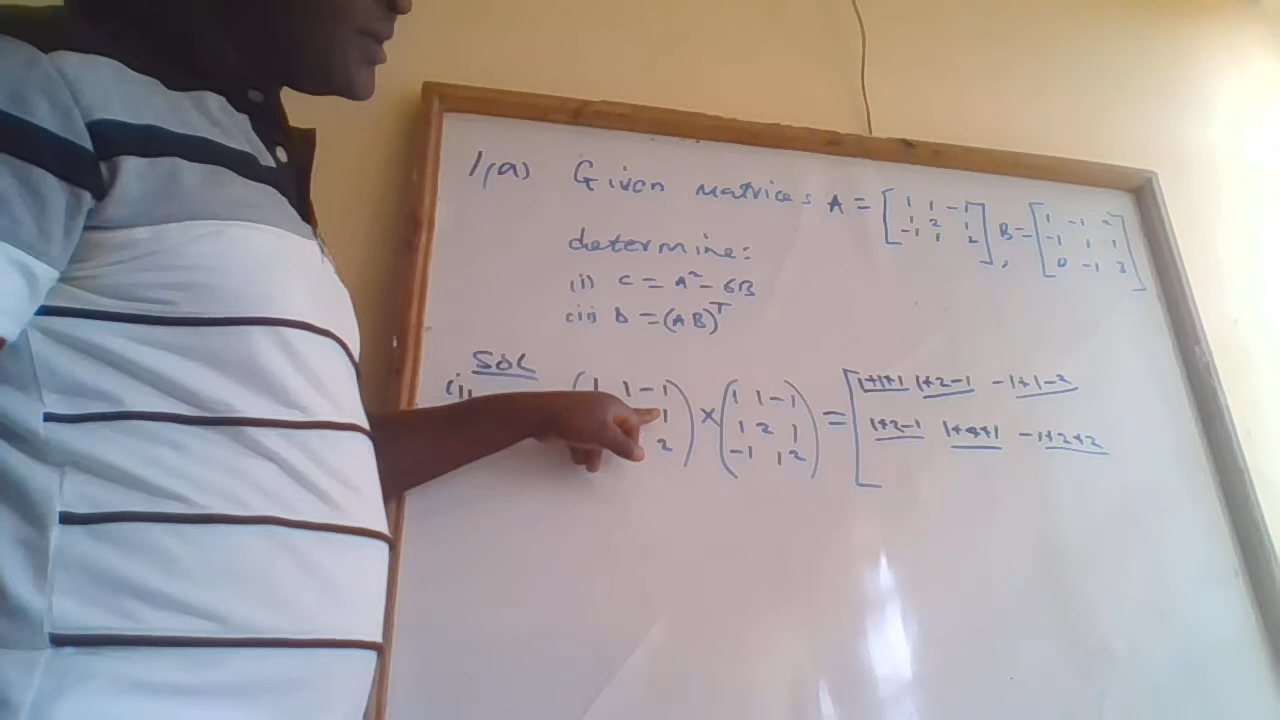 1(a) Given matrices A = [ 1 1 -1
1 2 1
-1 1 2 ], B = [ 1 -1 2
-1 1 1
0 -1 3 ]
determine:
(i) C = A² - 6B
(ii) D = (AB)ᵀ
SOL
(i)
( 1 1 -1
1
2 ) × ( 1 1 -1
1 2 1
-1 1 2 ) = [ 1+1+1 1+2-1 -1+1-2
1+2-1 1+4+1 -1+2+2